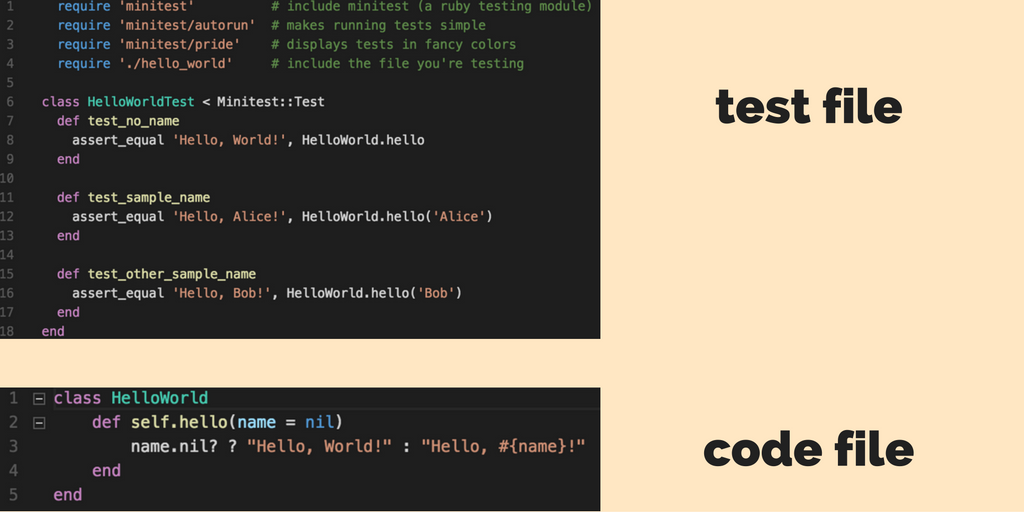 1 require 'minitest' # include minitest (a ruby testing module)
2 require 'minitest/autorun' # makes running tests simple
3 require 'minitest/pride' # displays tests in fancy colors
4 require './hello_world' # include the file you're testing
5
6 class HelloWorldTest < Minitest::Test
7 def test_no_name
8 assert_equal 'Hello, World!', HelloWorld.hello
9 end
10
11 def test_sample_name
12 assert_equal 'Hello, Alice!', HelloWorld.hello('Alice')
13 end
14
15 def test_other_sample_name
16 assert_equal 'Hello, Bob!', HelloWorld.hello('Bob')
17 end
18 end
test file
1 class HelloWorld
2 def self.hello(name = nil)
3 name.nil? ? "Hello, World!" : "Hello, #{name}!"
4 end
5 end
code file